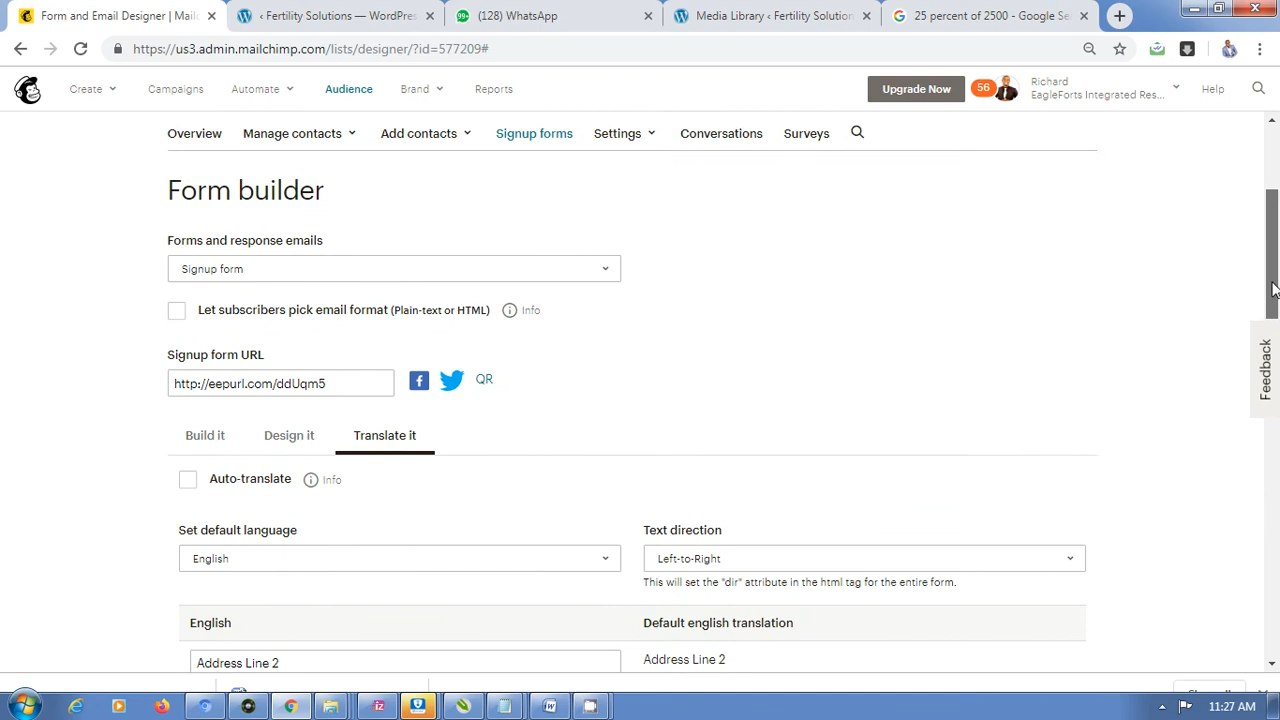 Form and Email Designer | Mail
‹ Fertility Solutions — WordPres
(128) WhatsApp
Media Library ‹ Fertility Solution
25 percent of 2500 - Google Se
https://us3.admin.mailchimp.com/lists/designer/?id=577209#
Create
Campaigns
Automate
Audience
Brand
Reports
Upgrade Now
56
Richard
EagleForts Integrated Res...
Help
Overview
Manage contacts
Add contacts
Signup forms
Settings
Conversations
Surveys
Form builder
Forms and response emails
Signup form
Let subscribers pick email format (Plain-text or HTML)
Info
Signup form URL
http://eepurl.com/ddUqm5
QR
Build it
Design it
Translate it
Auto-translate
Info
Set default language
Text direction
English
Left-to-Right
This will set the "dir" attribute in the html tag for the entire form.
English
Default english translation
Address Line 2
Address Line 2
Feedback
11:27 AM